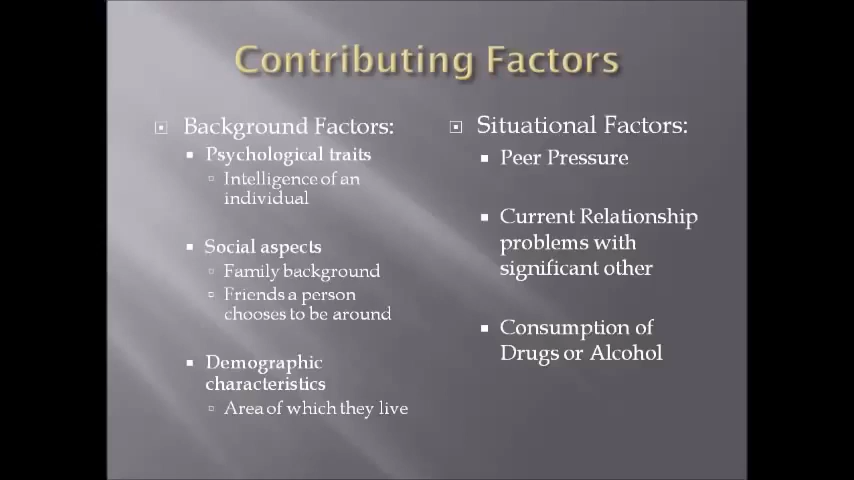 Contributing Factors
Background Factors:
Psychological traits
Intelligence of an
individual
Social aspects
Family background
Friends a person
chooses to be around
Demographic
characteristics
Area of which they live
Situational Factors:
Peer Pressure
Current Relationship
problems with
significant other
Consumption of
Drugs or Alcohol